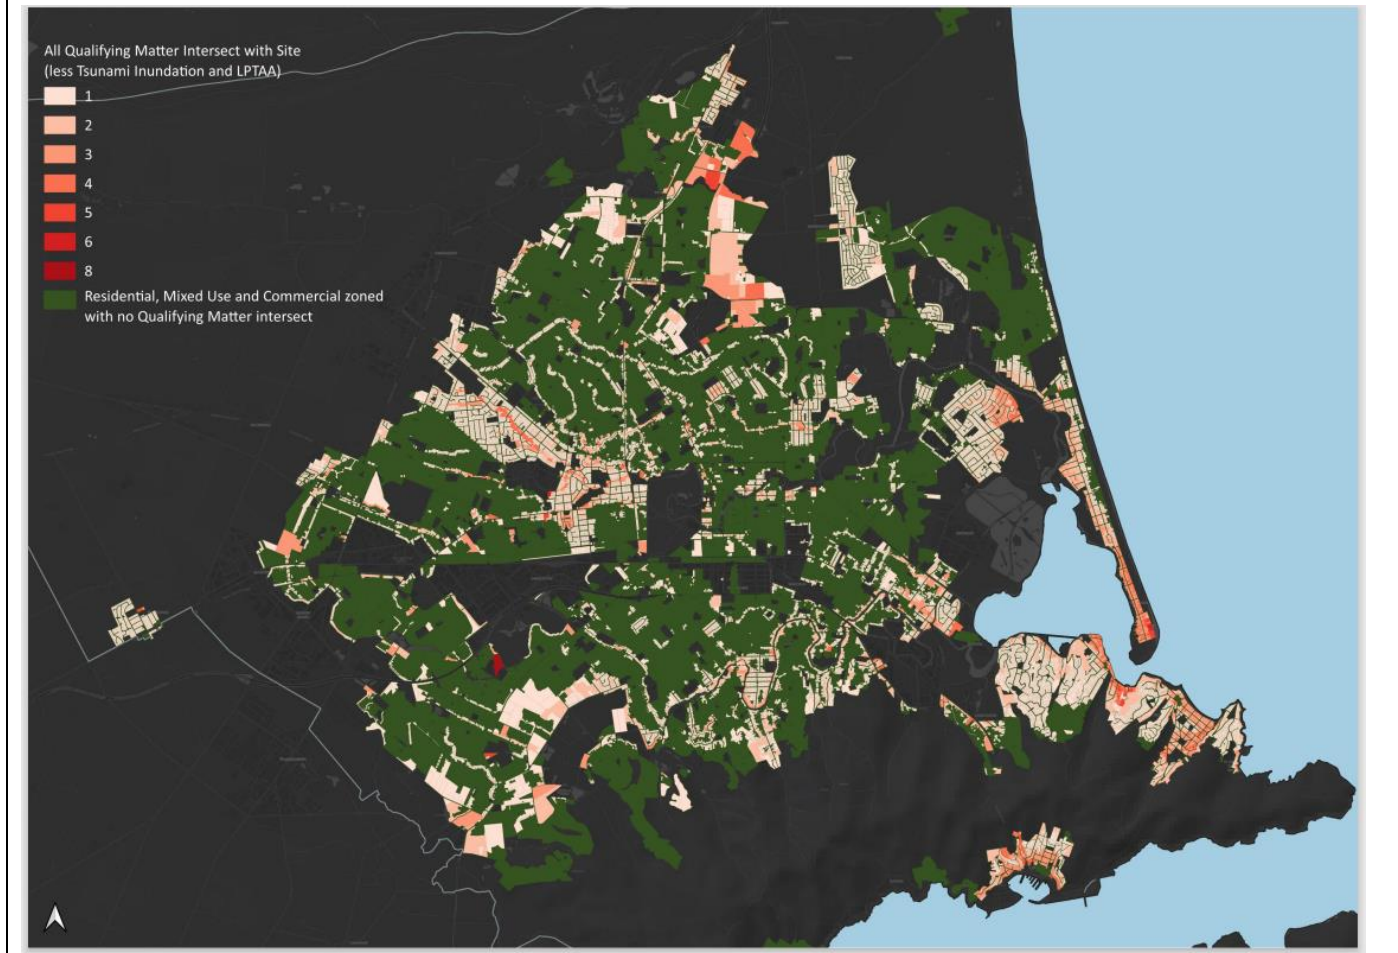 All Qualifying Matter Intersect with Site
(less Tsunami Inundation and LPTAA)
1
2
3
4
5
6
8
Residential, Mixed Use and Commercial zoned
with no Qualifying Matter intersect